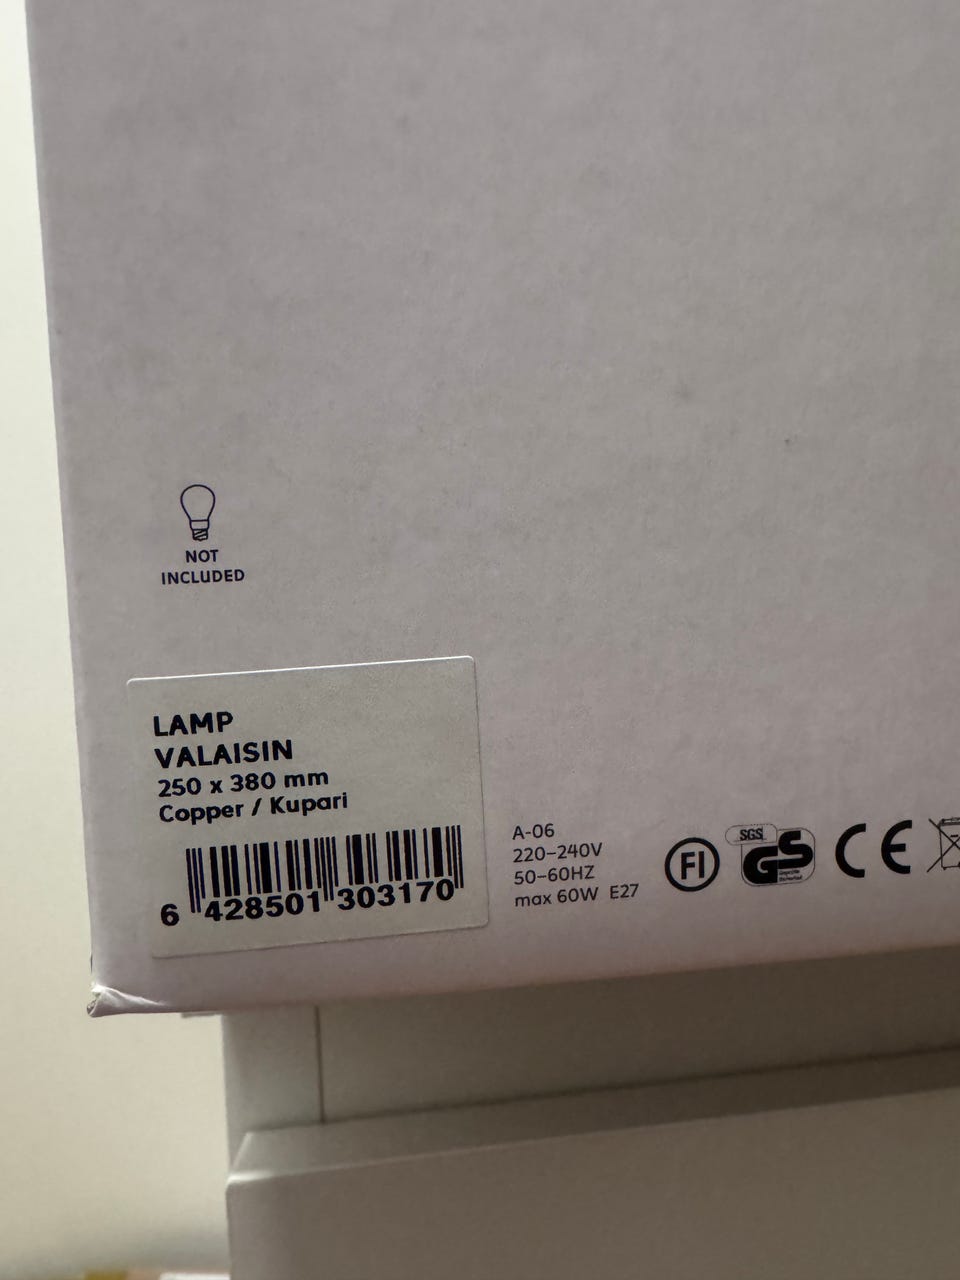 NOT
INCLUDED
LAMP
VALAISIN
250 x 380 mm
Copper / Kupari
6 428501 303170
A-06
220–240V
50–60HZ
max 60W E27
FI
SGS
GS
CE